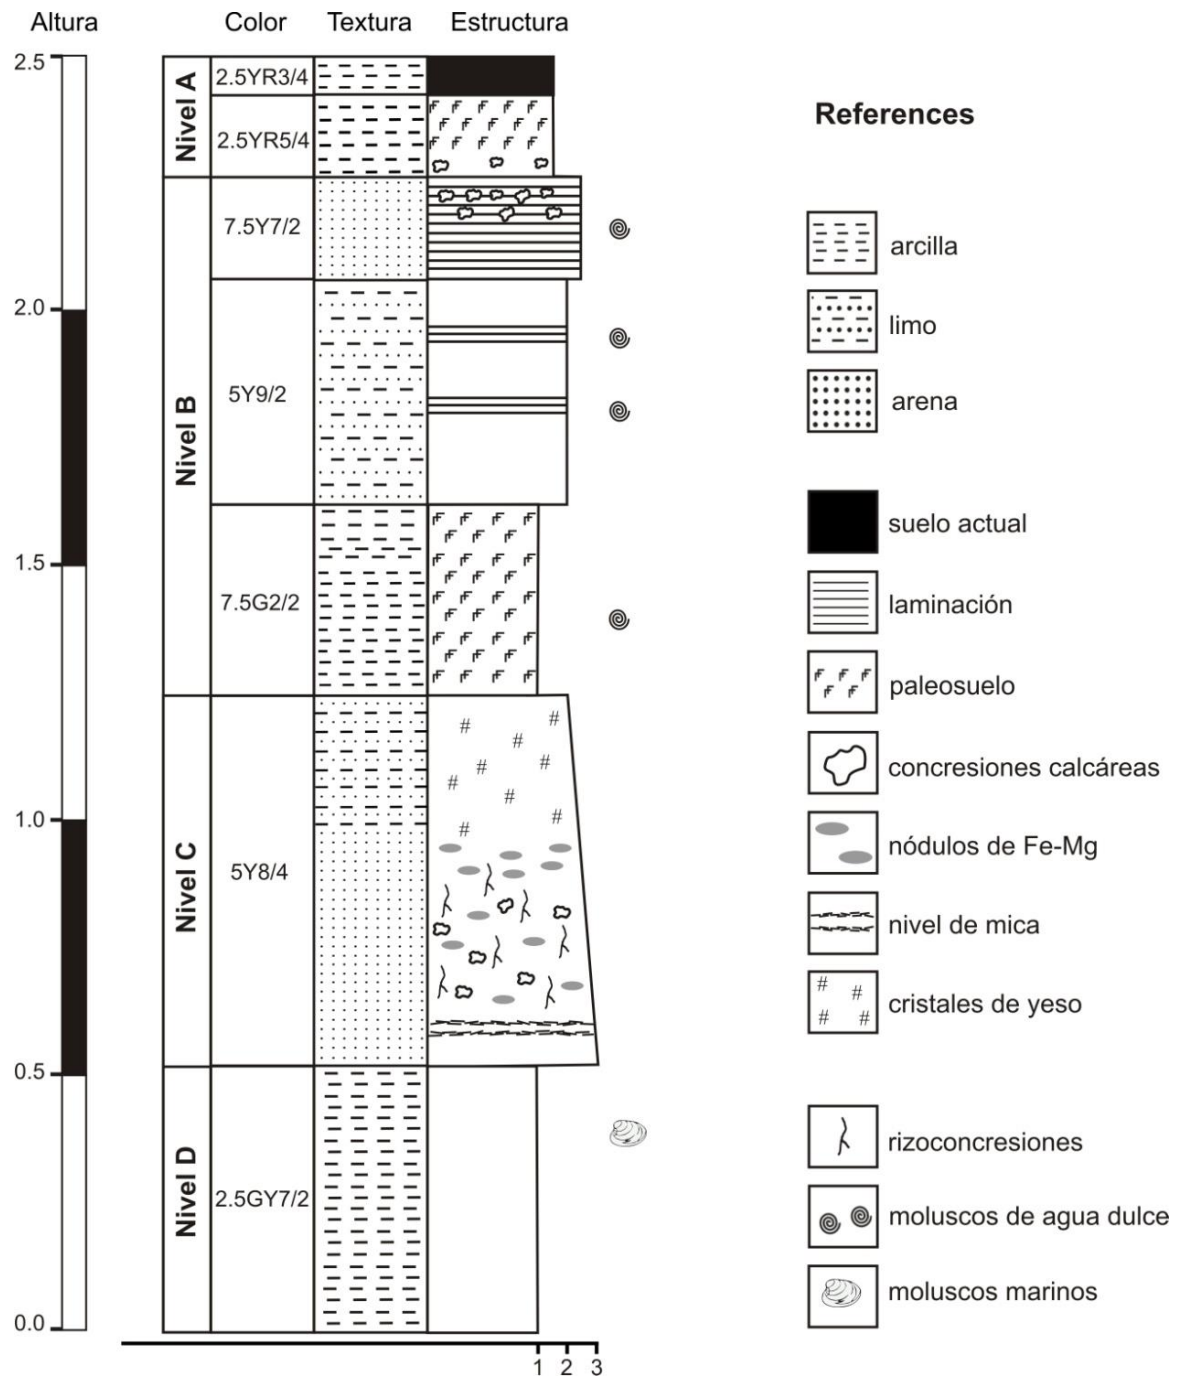 Altura Color Textura Estructura
2.5
2.0
1.5
1.0
0.5
0.0
Nivel A
2.5YR3/4
2.5YR5/4
Nivel B
7.5Y7/2
5Y9/2
7.5G2/2
Nivel C
5Y8/4
Nivel D
2.5GY7/2
1 2 3
References
arcilla
limo
arena
suelo actual
laminación
paleosuelo
concresiones calcáreas
nódulos de Fe-Mg
nivel de mica
cristales de yeso
rizoconcresiones
moluscos de agua dulce
moluscos marinos